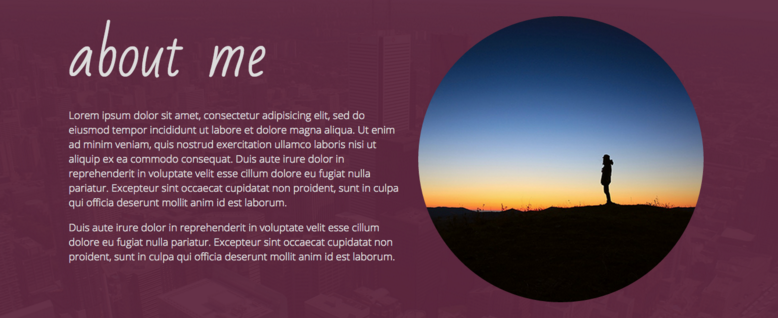 about me
Lorem ipsum dolor sit amet, consectetur adipisicing elit, sed do
eiusmod tempor incididunt ut labore et dolore magna aliqua. Ut enim
ad minim veniam, quis nostrud exercitation ullamco laboris nisi ut
aliquip ex ea commodo consequat. Duis aute irure dolor in
reprehenderit in voluptate velit esse cillum dolore eu fugiat nulla
pariatur. Excepteur sint occaecat cupidatat non proident, sunt in culpa
qui officia deserunt mollit anim id est laborum.
Duis aute irure dolor in reprehenderit in voluptate velit esse cillum
dolore eu fugiat nulla pariatur. Excepteur sint occaecat cupidatat non
proident, sunt in culpa qui officia deserunt mollit anim id est laborum.